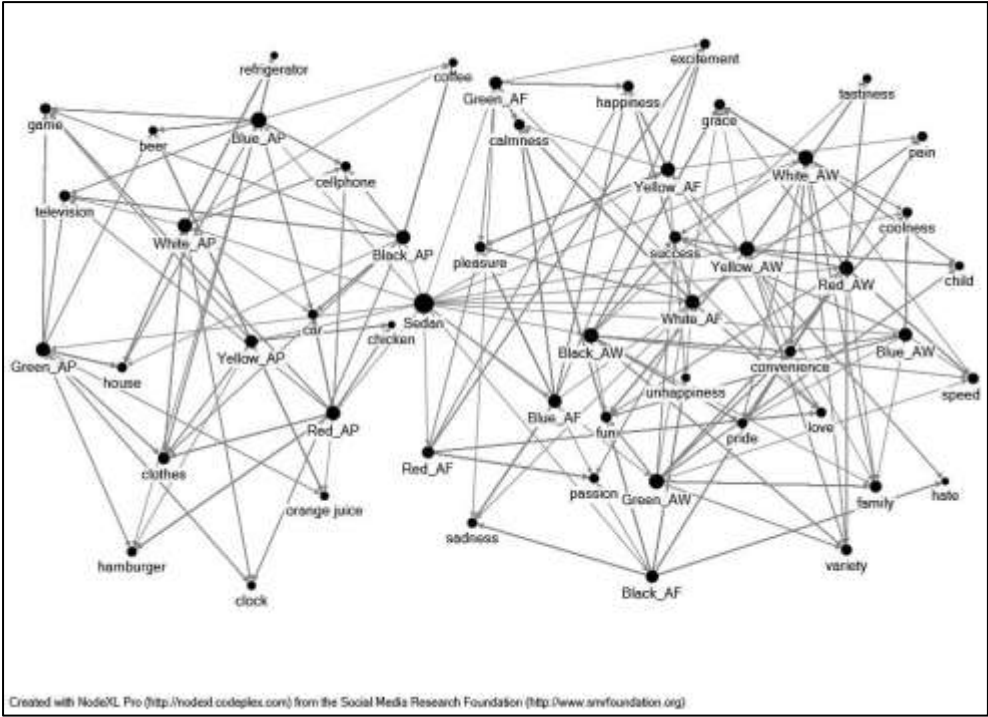 refrigerator
coffee
excitement
Green_AF
happiness
tastiness
game
beer
Blue_AP
calmness
grace
pain
cellphone
Yellow_AF
White_AW
television
White_AP
Black_AP
pleasure
success
Yellow_AW
coolness
Red_AW
child
car
Sedan
White_AF
chicken
Green_AP
house
Yellow_AP
Black_AW
convenience
Blue_AW
unhappiness
speed
Blue_AF
fun
love
Red_AP
pride
clothes
Red_AF
passion
Green_AW
family
hate
orange juice
sadness
hamburger
variety
clock
Black_AF
Created with NodeXL Pro (http://nodexl.codeplex.com) from the Social Media Research Foundation (http://www.smrfoundation.org)